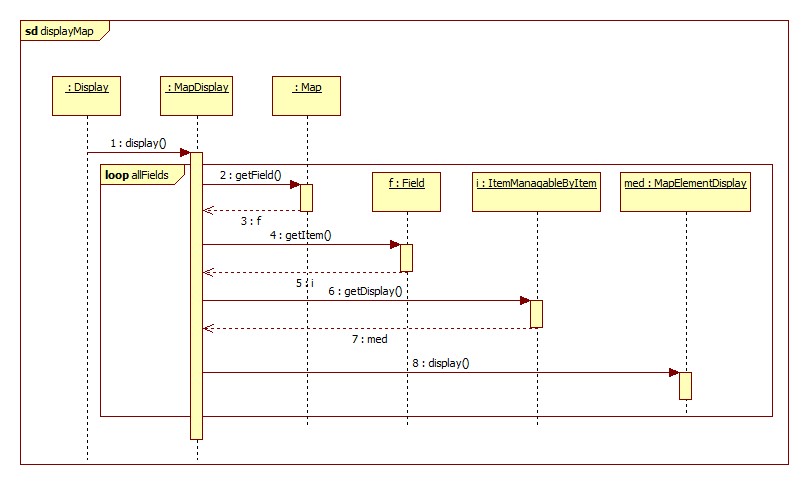 sd displayMap
: Display
: MapDisplay
: Map
1 : display()
loop allFields
2 : getField()
f : Field
i : ItemManagableByItem
med : MapElementDisplay
3 : f
4 : getItem()
5 : i
6 : getDisplay()
7 : med
8 : display()